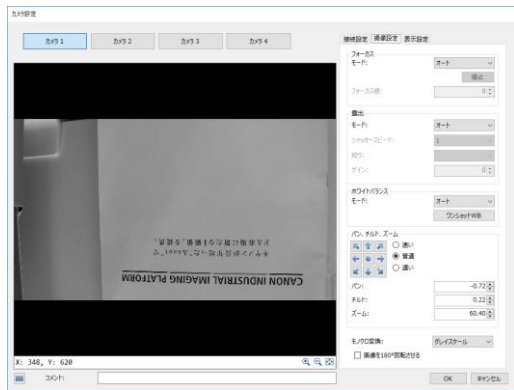 カメラ設定
カメラ 1
カメラ 2
カメラ 3
カメラ 4
接続設定
画像設定
表示設定
フォーカス
モード:
オート
停止
フォーカス値:
0
露出
モード:
オート
シャッタースピード:
1
絞り:
ゲイン:
0
ホワイトバランス
モード:
オート
ワンショットWB
パン、チルト、ズーム
速い
普通
遅い
パン:
-0.72
チルト:
0.22
ズーム:
60.40
モノクロ変換:
グレイスケール
画像を180°回転させる
CANON INDUSTRIAL IMAGING PLATFORM
X: 348, Y: 620
コメント:
OK
キャンセル